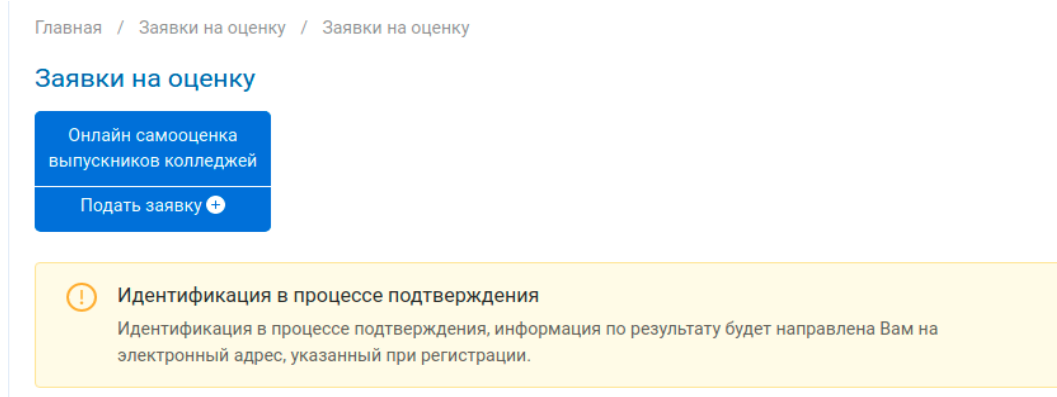 Главная / Заявки на оценку / Заявки на оценку
Заявки на оценку
Онлайн самооценка
выпускников колледжей
Подать заявку
Идентификация в процессе подтверждения
Идентификация в процессе подтверждения, информация по результату будет направлена Вам на
электронный адрес, указанный при регистрации.